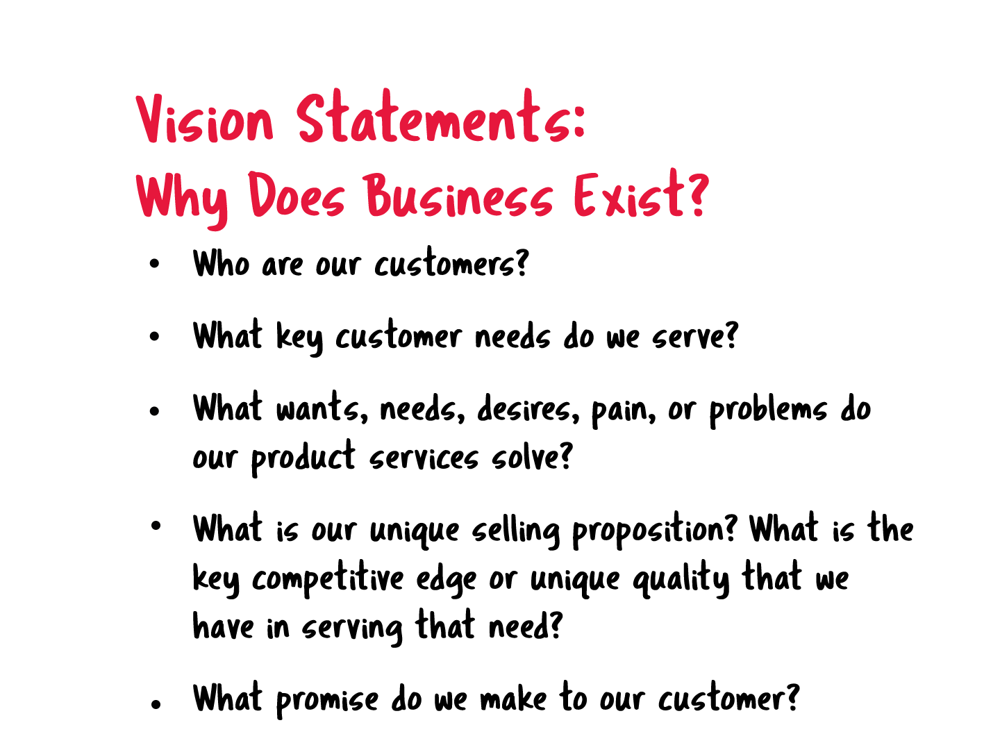 Vision Statements:
Why Does Business Exist?
• Who are our customers?
• What key customer needs do we serve?
• What wants, needs, desires, pain, or problems do
our product services solve?
• What is our unique selling proposition? What is the
key competitive edge or unique quality that we
have in serving that need?
• What promise do we make to our customer?